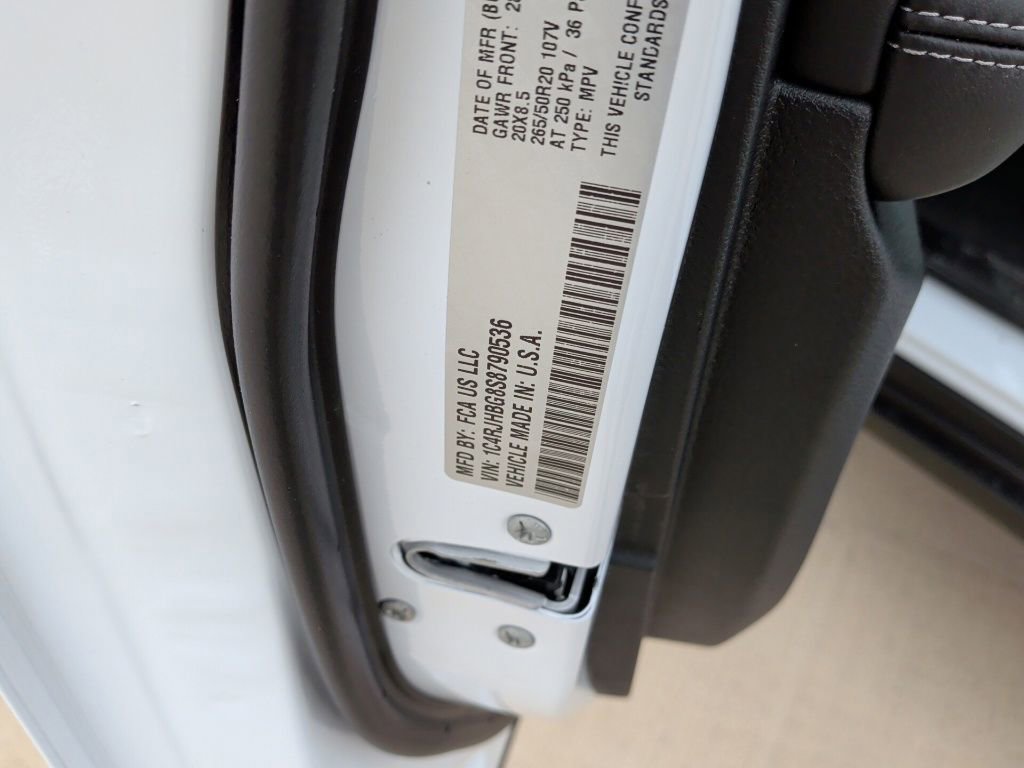 MFD BY: FCA US LLC
VIN: 1C4RJHBG8S8790536
VEHICLE MADE IN: U.S.A.
DATE OF MFR
GAWR FRONT:
20X8.5
265/50R20 107V
AT 250 kPa / 36 P
TYPE: MPV
THIS VEHICLE CONF
STANDARDS